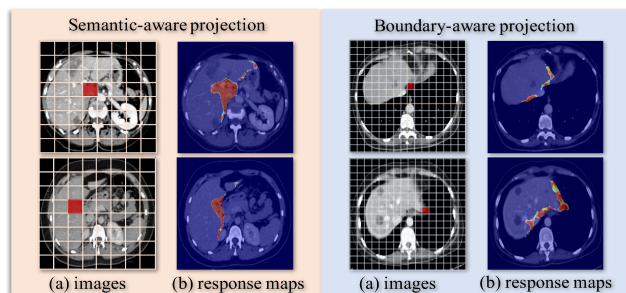 Semantic-aware projection
Boundary-aware projection
(a) images
(b) response maps
(a) images
(b) response maps